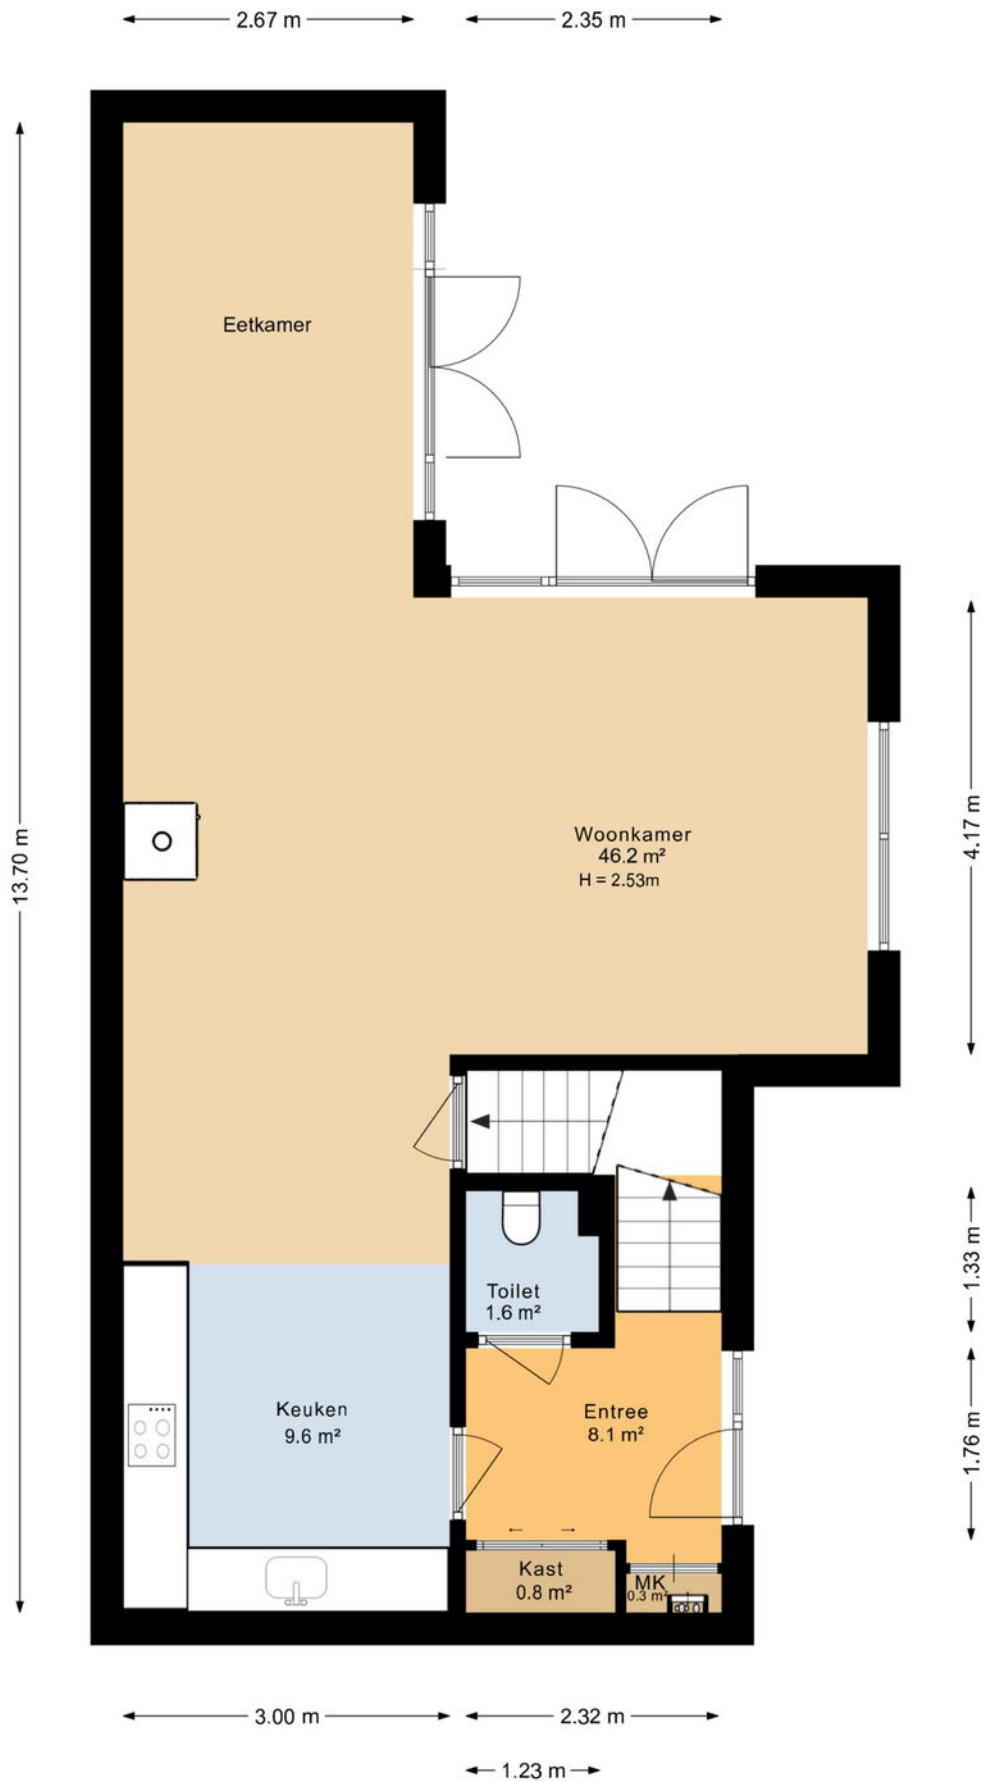 2.67 m
2.35 m
Eetkamer
13.70 m
4.17 m
Woonkamer
46.2 m²
H = 2.53m
1.33 m
Toilet
1.6 m²
Keuken
9.6 m²
Entree
8.1 m²
1.76 m
Kast
0.8 m²
MK
0.3 m²
3.00 m
2.32 m
1.23 m